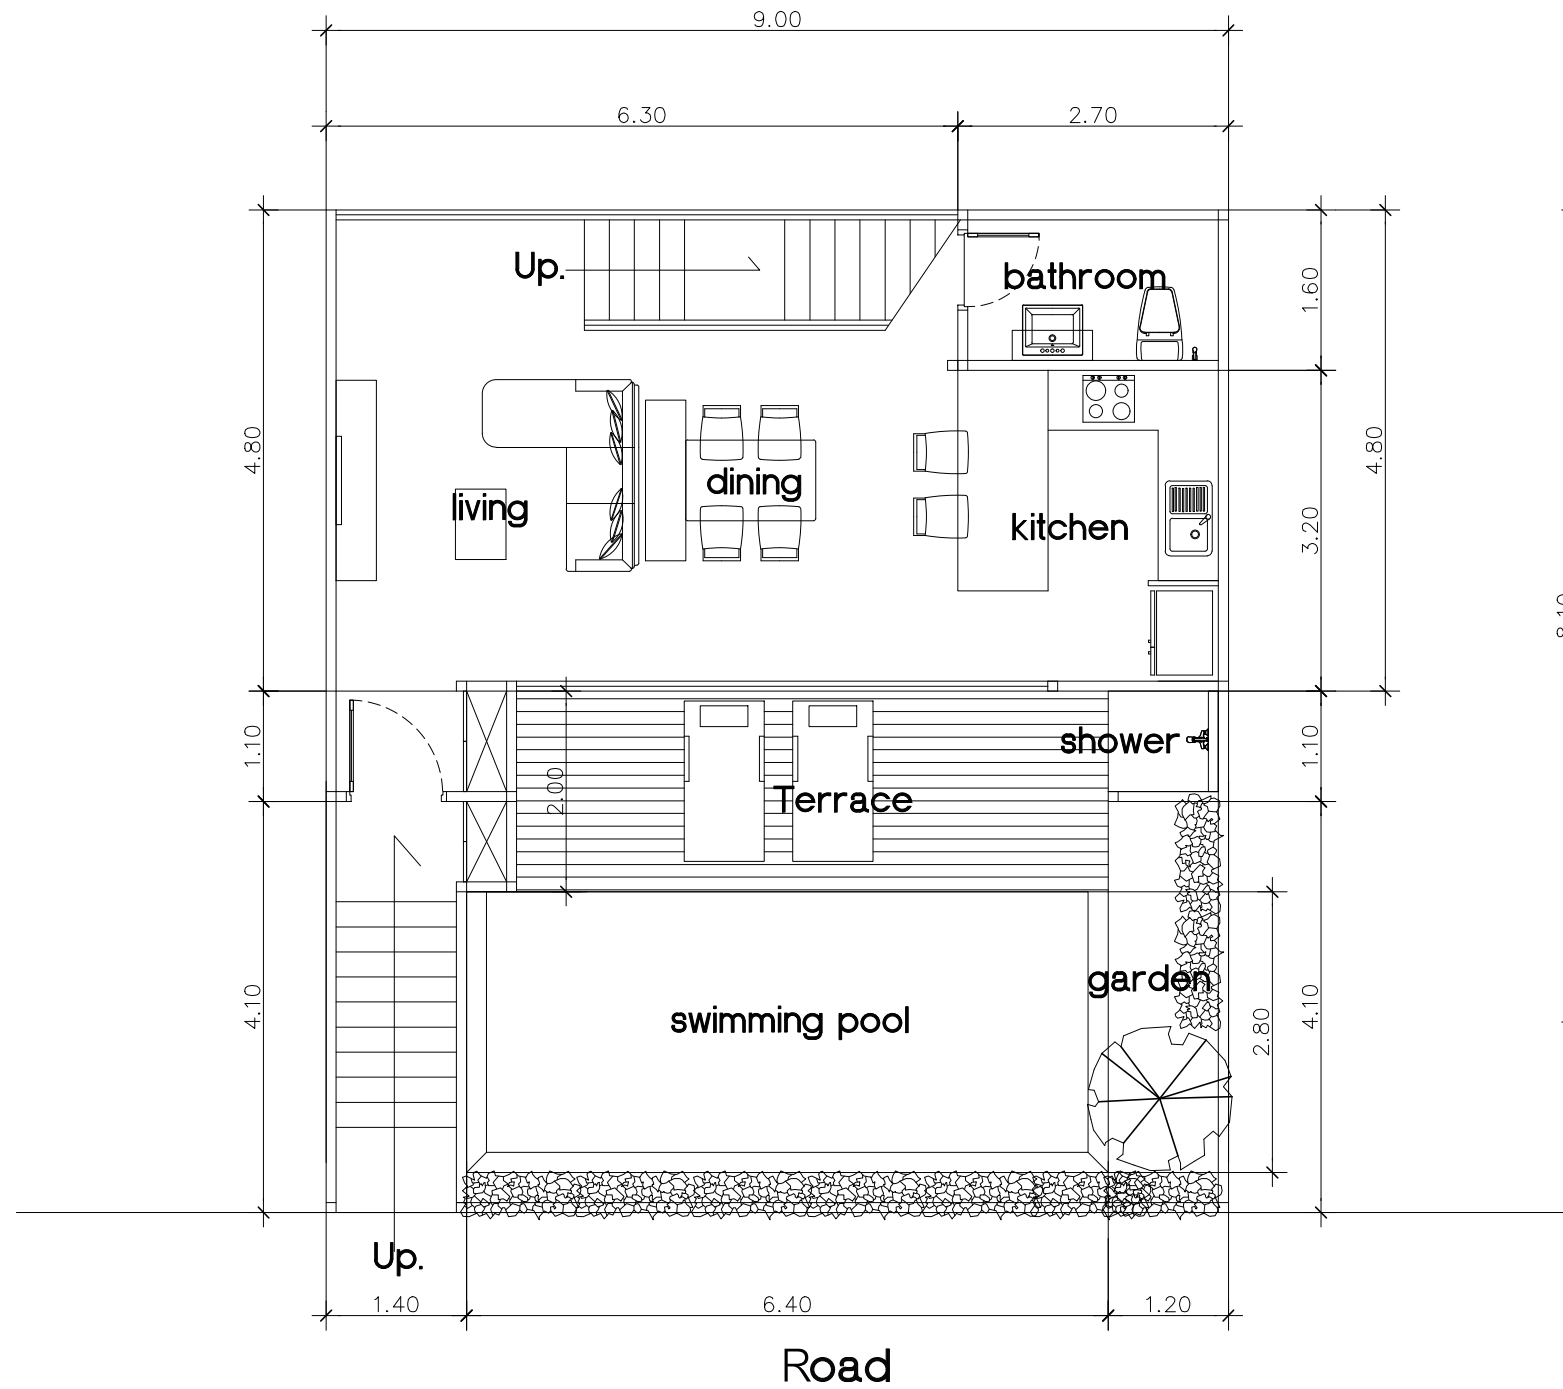 9.00
6.30
2.70
Up.
bathroom
1.60
4.80
4.80
living
dining
kitchen
3.20
1.10
shower
1.10
2.00
Terrace
4.10
swimming pool
garden
2.80
4.10
Up.
1.40
6.40
1.20
Road